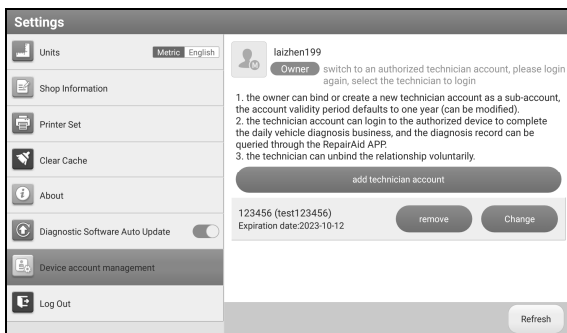 Settings
Units
Metric English
Shop Information
Printer Set
Clear Cache
About
Diagnostic Software Auto Update
Device account management
Log Out
laizhen199
M
Owner switch to an authorized technician account, please login
again, select the technician to login
1. the owner can bind or create a new technician account as a sub-account,
the account validity period defaults to one year (can be modified).
2. the technician account can login to the authorized device to complete
the daily vehicle diagnosis business, and the diagnosis record can be
queried through the RepairAid APP.
3. the technician can unbind the relationship voluntarily.
add technician account
123456 (test123456)
Expiration date:2023-10-12
remove
Change
Refresh